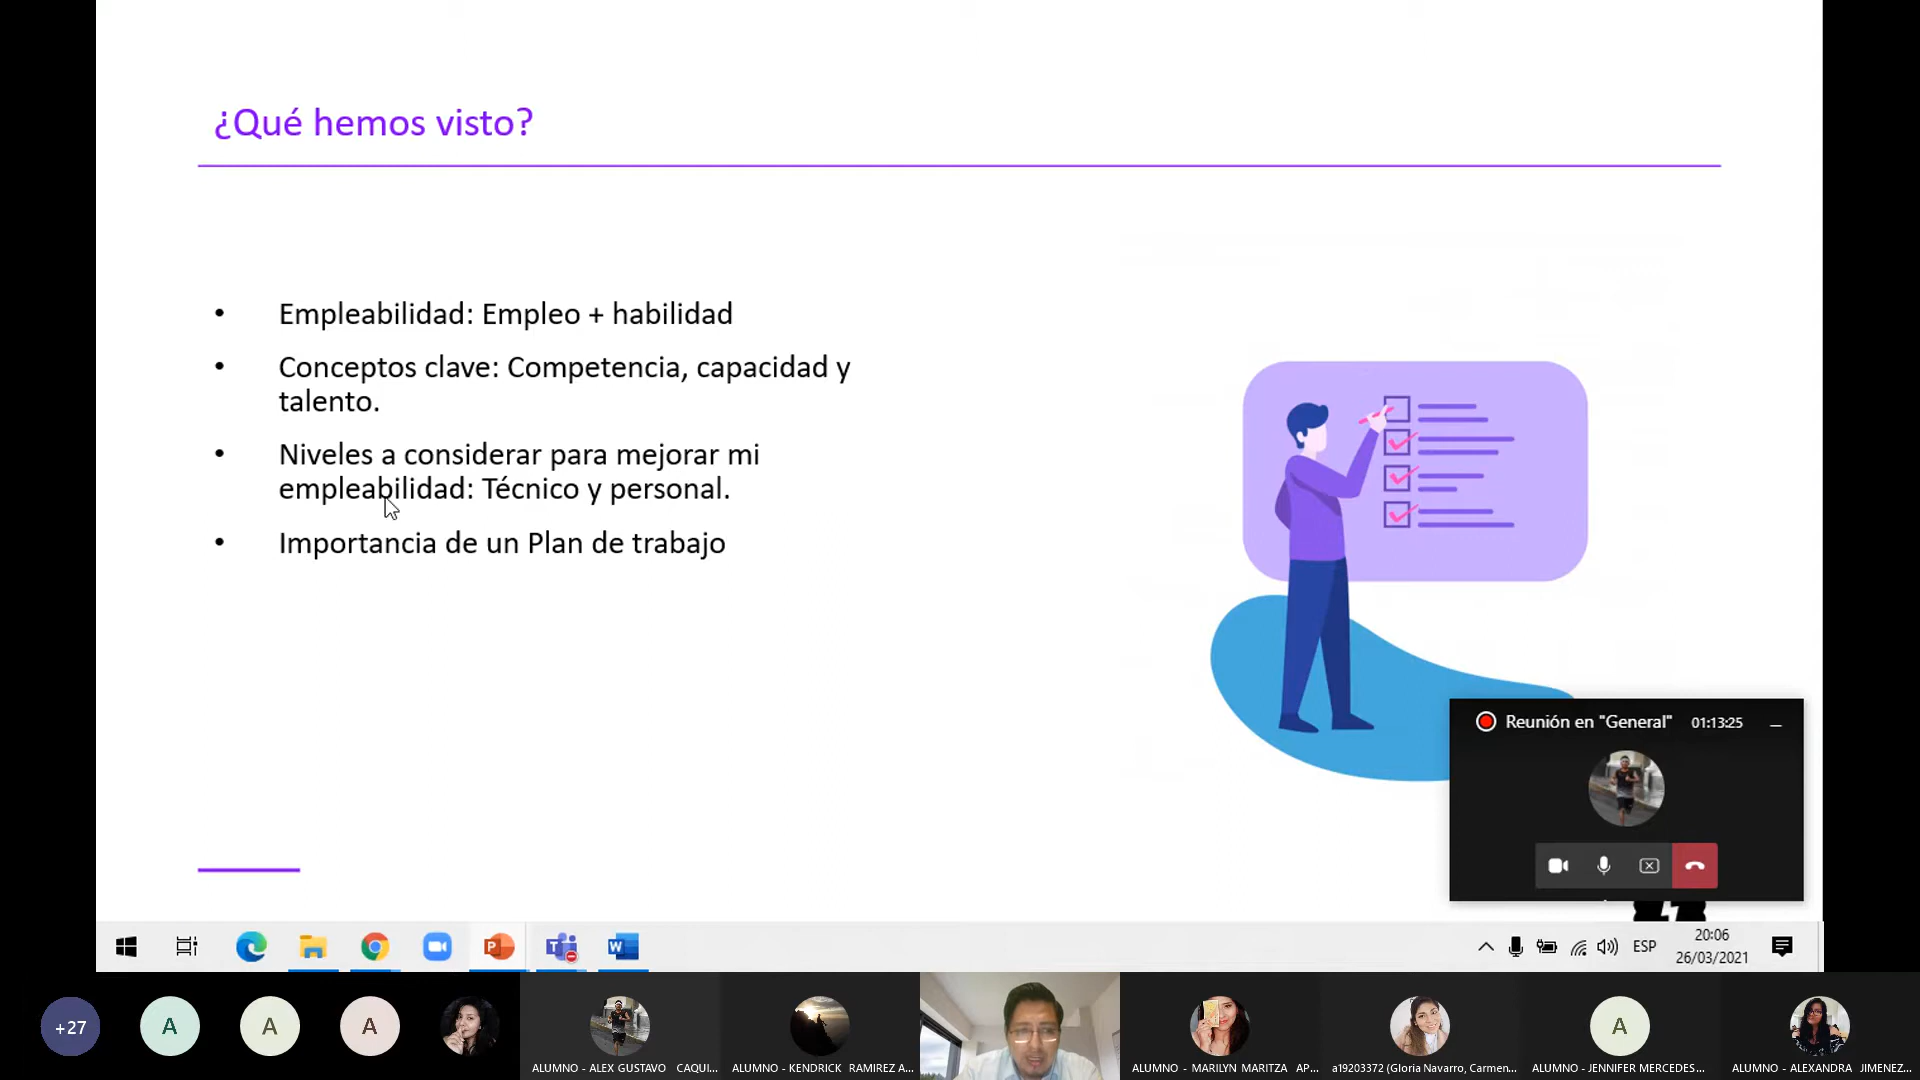 ¿Qué hemos visto?
• Empleabilidad: Empleo + habilidad
• Conceptos clave: Competencia, capacidad y
talento.
• Niveles a considerar para mejorar mi
empleabilidad: Técnico y personal.
• Importancia de un Plan de trabajo
Reunión en "General" 01:13:25
ESP
20:06
26/03/2021
+27
A
A
A
ALUMNO - ALEX GUSTAVO CAQUI...
ALUMNO - KENDRICK RAMIREZ A...
ALUMNO - MARILYN MARITZA AP...
a19203372 (Gloria Navarro, Carmen...
A
ALUMNO - JENNIFER MERCEDES...
ALUMNO - ALEXANDRA JIMENEZ...